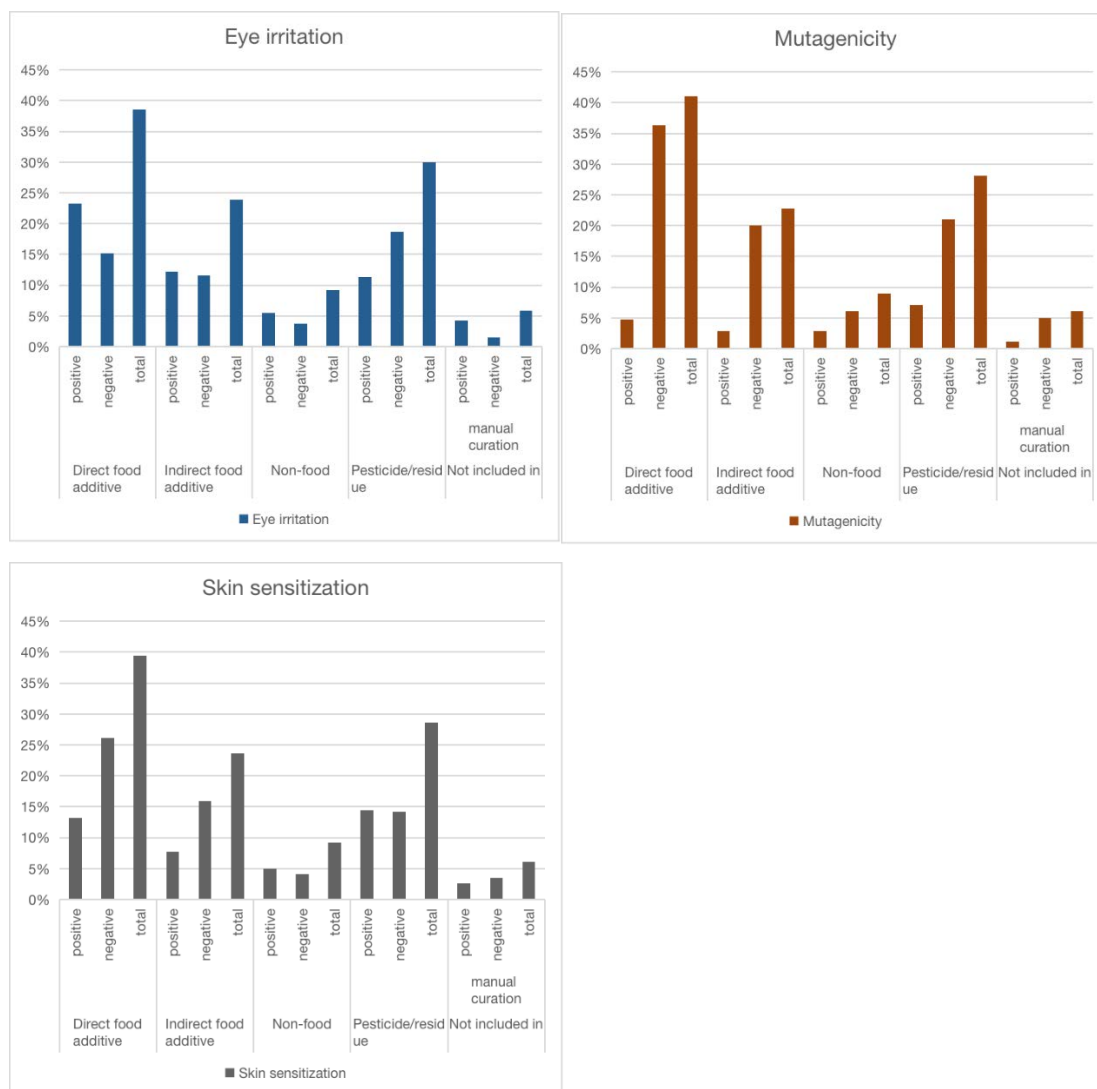 Eye irritation
45%
40%
35%
30%
25%
20%
15%
10%
5%
0%
positive
negative
total
positive
negative
total
positive
negative
total
positive
negative
total
positive
negative
total
manual
curation
Direct food
additive
Indirect food
additive
Non-food
Pesticide/resid
ue
Not included in
Eye irritation
Mutagenicity
45%
40%
35%
30%
25%
20%
15%
10%
5%
0%
positive
negative
total
positive
negative
total
positive
negative
total
positive
negative
total
positive
negative
total
manual
curation
Direct food
additive
Indirect food
additive
Non-food
Pesticide/resid
ue
Not included in
Mutagenicity
Skin sensitization
45%
40%
35%
30%
25%
20%
15%
10%
5%
0%
positive
negative
total
positive
negative
total
positive
negative
total
positive
negative
total
positive
negative
total
manual
curation
Direct food
additive
Indirect food
additive
Non-food
Pesticide/resid
ue
Not included in
Skin sensitization